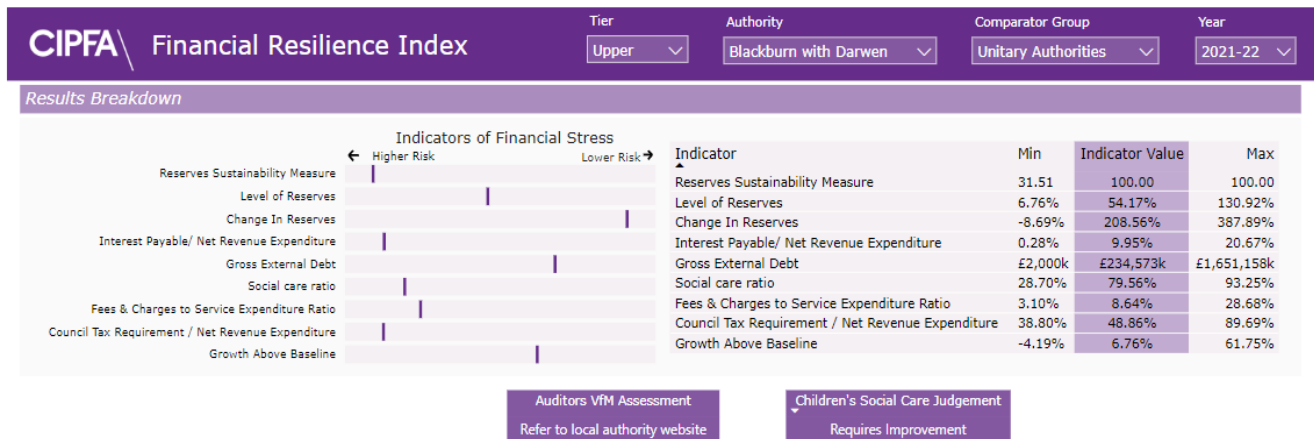 CIPFA\ Financial Resilience Index
Tier
Upper
Authority
Blackburn with Darwen
Comparator Group
Unitary Authorities
Year
2021-22
Results Breakdown
Indicators of Financial Stress
← Higher Risk Lower Risk →
Reserves Sustainability Measure
Level of Reserves
Change In Reserves
Interest Payable/ Net Revenue Expenditure
Gross External Debt
Social care ratio
Fees & Charges to Service Expenditure Ratio
Council Tax Requirement / Net Revenue Expenditure
Growth Above Baseline
Indicator Min Indicator Value Max
Reserves Sustainability Measure 31.51 100.00 100.00
Level of Reserves 6.76% 54.17% 130.92%
Change In Reserves -8.69% 208.56% 387.89%
Interest Payable/ Net Revenue Expenditure 0.28% 9.95% 20.67%
Gross External Debt £2,000k £234,573k £1,651,158k
Social care ratio 28.70% 79.56% 93.25%
Fees & Charges to Service Expenditure Ratio 3.10% 8.64% 28.68%
Council Tax Requirement / Net Revenue Expenditure 38.80% 48.86% 89.69%
Growth Above Baseline -4.19% 6.76% 61.75%
Auditors VfM Assessment
Refer to local authority website
Children's Social Care Judgement
Requires Improvement